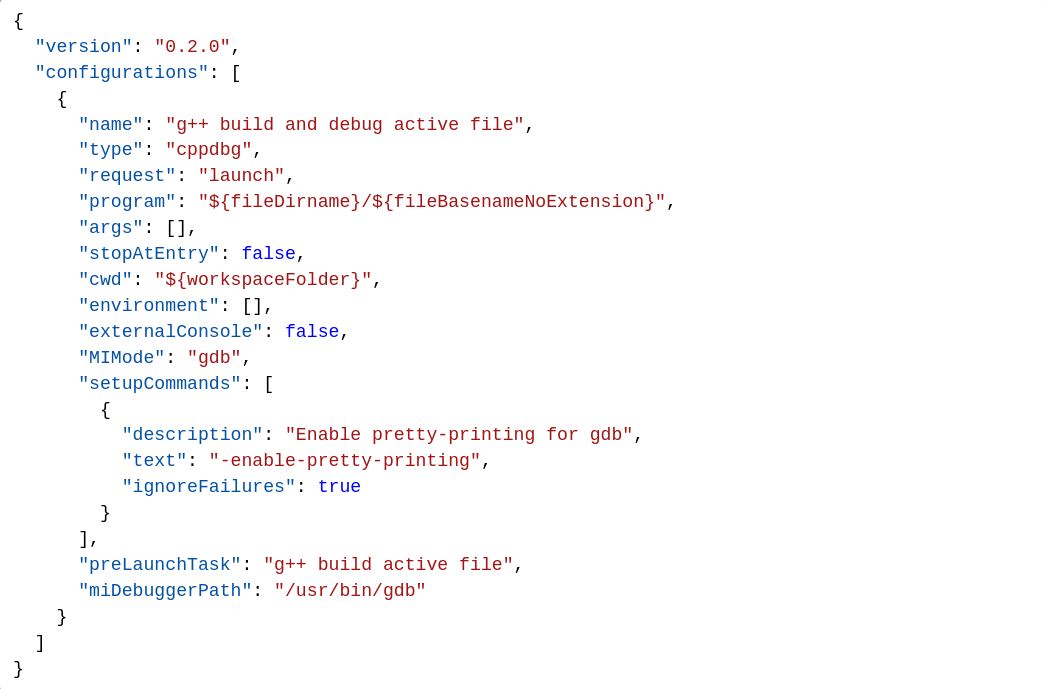 {
  "version": "0.2.0",
  "configurations": [
    {
      "name": "g++ build and debug active file",
      "type": "cppdbg",
      "request": "launch",
      "program": "${fileDirname}/${fileBasenameNoExtension}",
      "args": [],
      "stopAtEntry": false,
      "cwd": "${workspaceFolder}",
      "environment": [],
      "externalConsole": false,
      "MIMode": "gdb",
      "setupCommands": [
        {
          "description": "Enable pretty-printing for gdb",
          "text": "-enable-pretty-printing",
          "ignoreFailures": true
        }
      ],
      "preLaunchTask": "g++ build active file",
      "miDebuggerPath": "/usr/bin/gdb"
    }
  ]
}